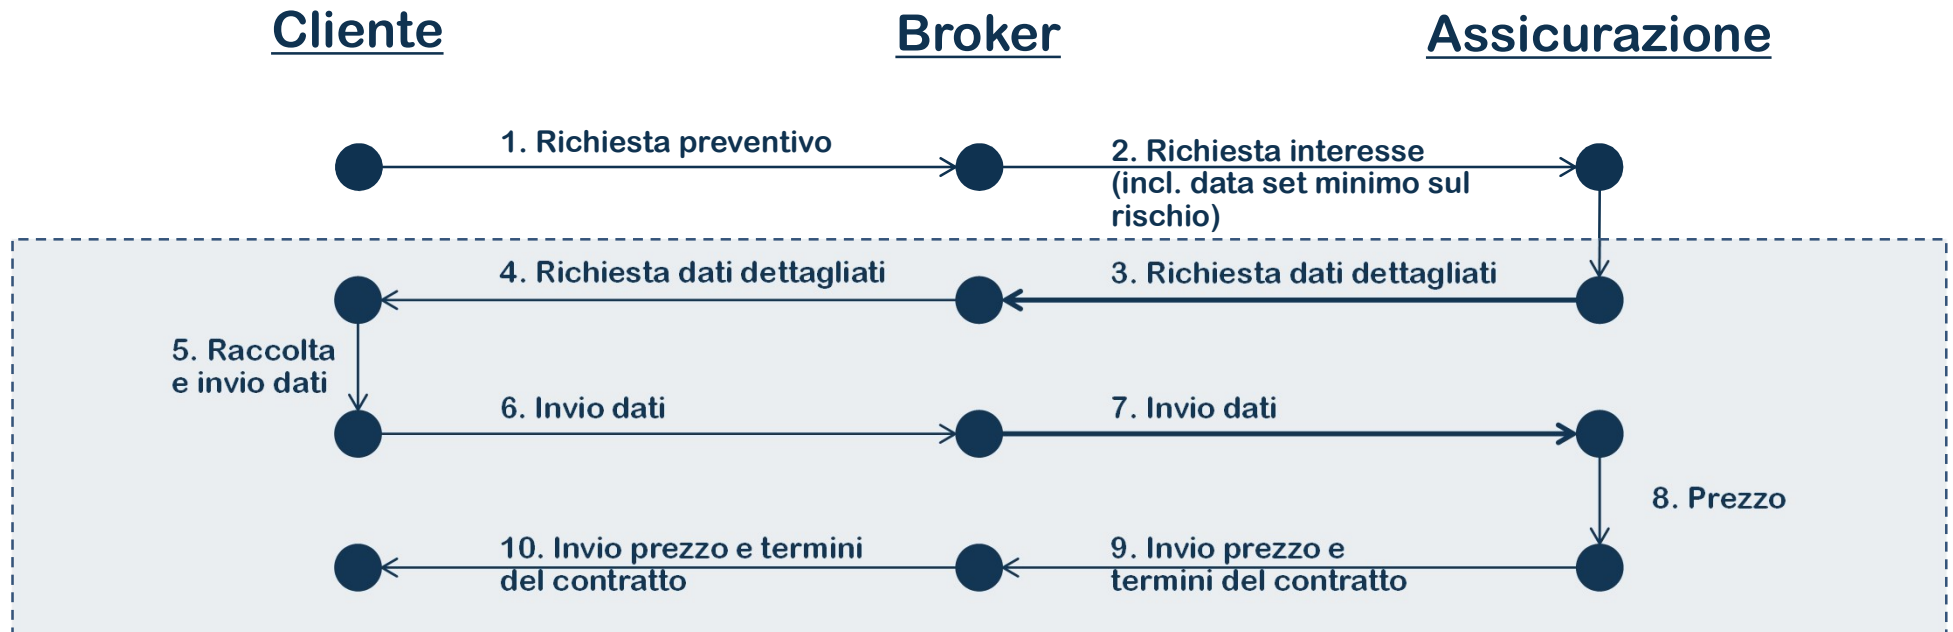 Cliente
Broker
Assicurazione
1. Richiesta preventivo
2. Richiesta interesse
(incl. data set minimo sul
rischio)
4. Richiesta dati dettagliati
3. Richiesta dati dettagliati
5. Raccolta
e invio dati
6. Invio dati
7. Invio dati
8. Prezzo
10. Invio prezzo e termini
del contratto
9. Invio prezzo e
termini del contratto